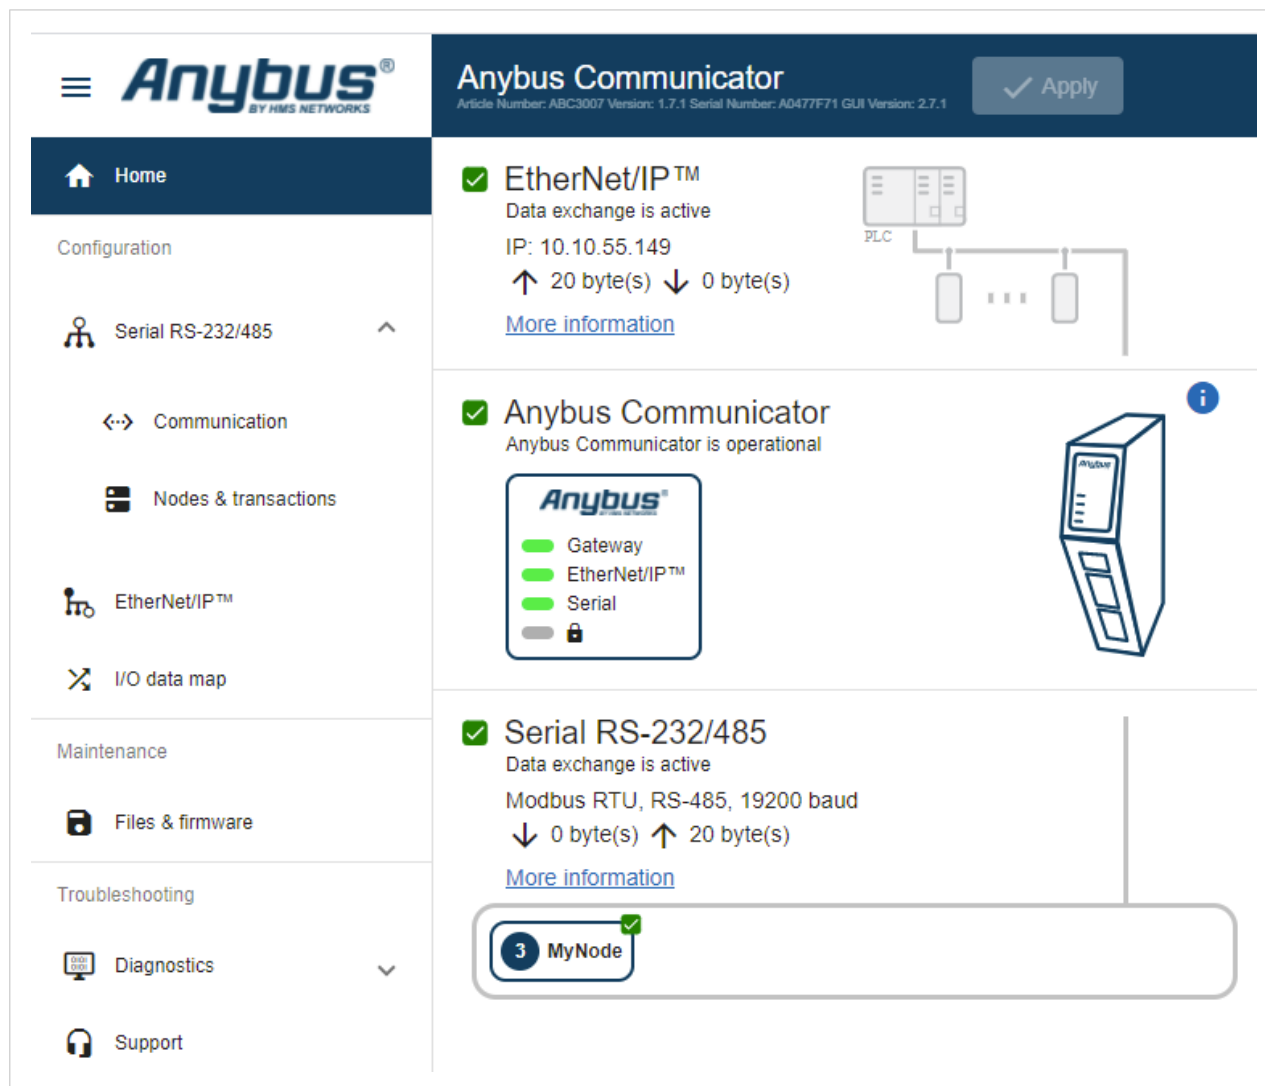 Anybus®
BY HMS NETWORKS
Anybus Communicator
Article Number: ABC3007 Version: 1.7.1 Serial Number: A0477F71 GUI Version: 2.7.1
Apply
Home
Configuration
Serial RS-232/485
Communication
Nodes & transactions
EtherNet/IP™
I/O data map
Maintenance
Files & firmware
Troubleshooting
Diagnostics
Support
EtherNet/IP™
Data exchange is active
IP: 10.10.55.149
20 byte(s) 0 byte(s)
More information
PLC
Anybus Communicator
Anybus Communicator is operational
Anybus®
BY HMS NETWORKS
Gateway
EtherNet/IP™
Serial
Anybus
Serial RS-232/485
Data exchange is active
Modbus RTU, RS-485, 19200 baud
0 byte(s) 20 byte(s)
More information
3 MyNode